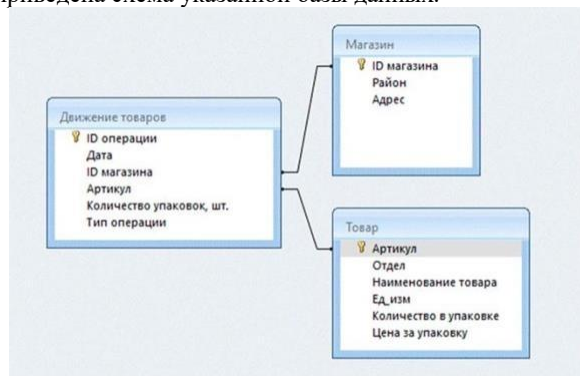 приведена схема указанной базы данных.
Магазин
ID магазина
Район
Адрес
Движение товаров
ID операции
Дата
ID магазина
Артикул
Количество упаковок, шт.
Тип операции
Товар
Артикул
Отдел
Наименование товара
Ед_изм
Количество в упаковке
Цена за упаковку